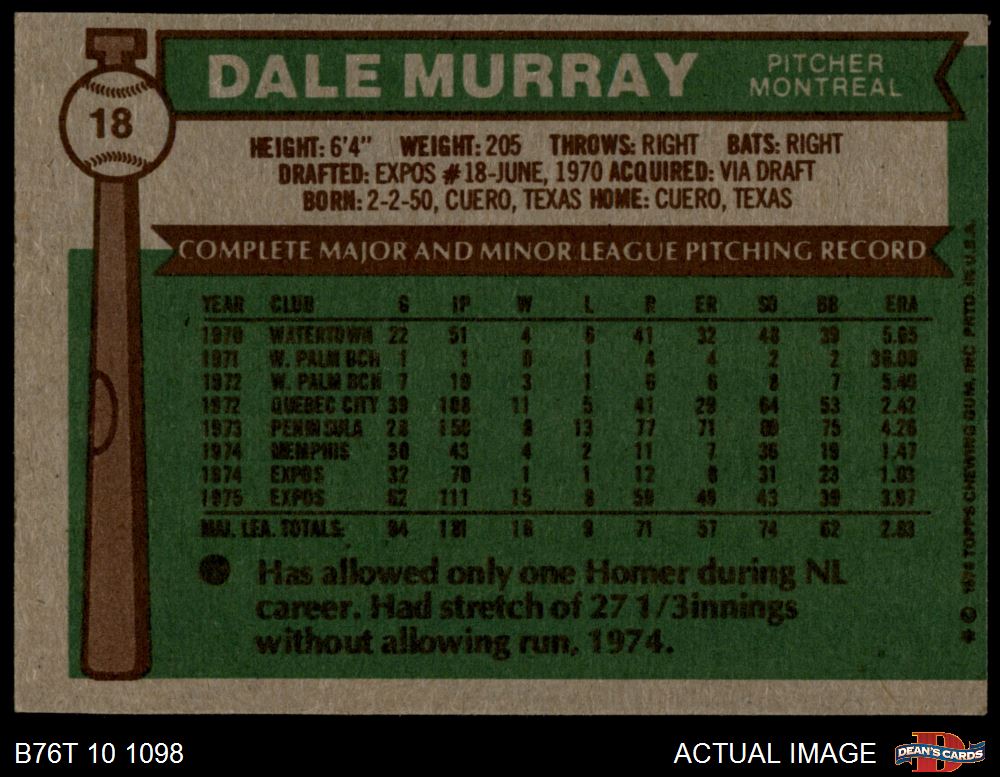 DALE MURRAY
PITCHER
MONTREAL
18
HEIGHT: 6'4" WEIGHT: 205 THROWS: RIGHT BATS: RIGHT
DRAFTED: EXPOS #18-JUNE, 1970 ACQUIRED: VIA DRAFT
BORN: 2-2-50, CUERO, TEXAS HOME: CUERO, TEXAS
COMPLETE MAJOR AND MINOR LEAGUE PITCHING RECORD
YEAR CLUB G IP W L R ER SO BB ERA
1970 WATERTOWN 22 51 4 6 41 32 48 39 5.65
1971 W. PALM BCH 1 1 0 1 4 4 2 2 36.00
1972 W. PALM BCH 7 10 3 1 6 6 8 7 5.40
1972 QUEBEC CITY 39 108 11 5 41 29 64 53 2.42
1973 PENINSULA 28 150 13 77 71 75 4.26
1974 MEMPHIS 30 43 4 2 11 7 36 19 1.47
1974 EXPOS 32 70 1 1 12 8 31 23 1.03
1975 EXPOS 62 111 15 8 59 49 43 39 3.97
MAJ. LEA. TOTALS: 94 181 16 9 71 57 74 62 2.83
Has allowed only one Homer during NL
career. Had stretch of 27 1/3innings
without allowing run, 1974.
* © 1976 TOPPS CHEWING GUM, INC. PRTD. IN U.S.A.
B76T 10 1098
ACTUAL IMAGE
D
DEAN'S CARDS